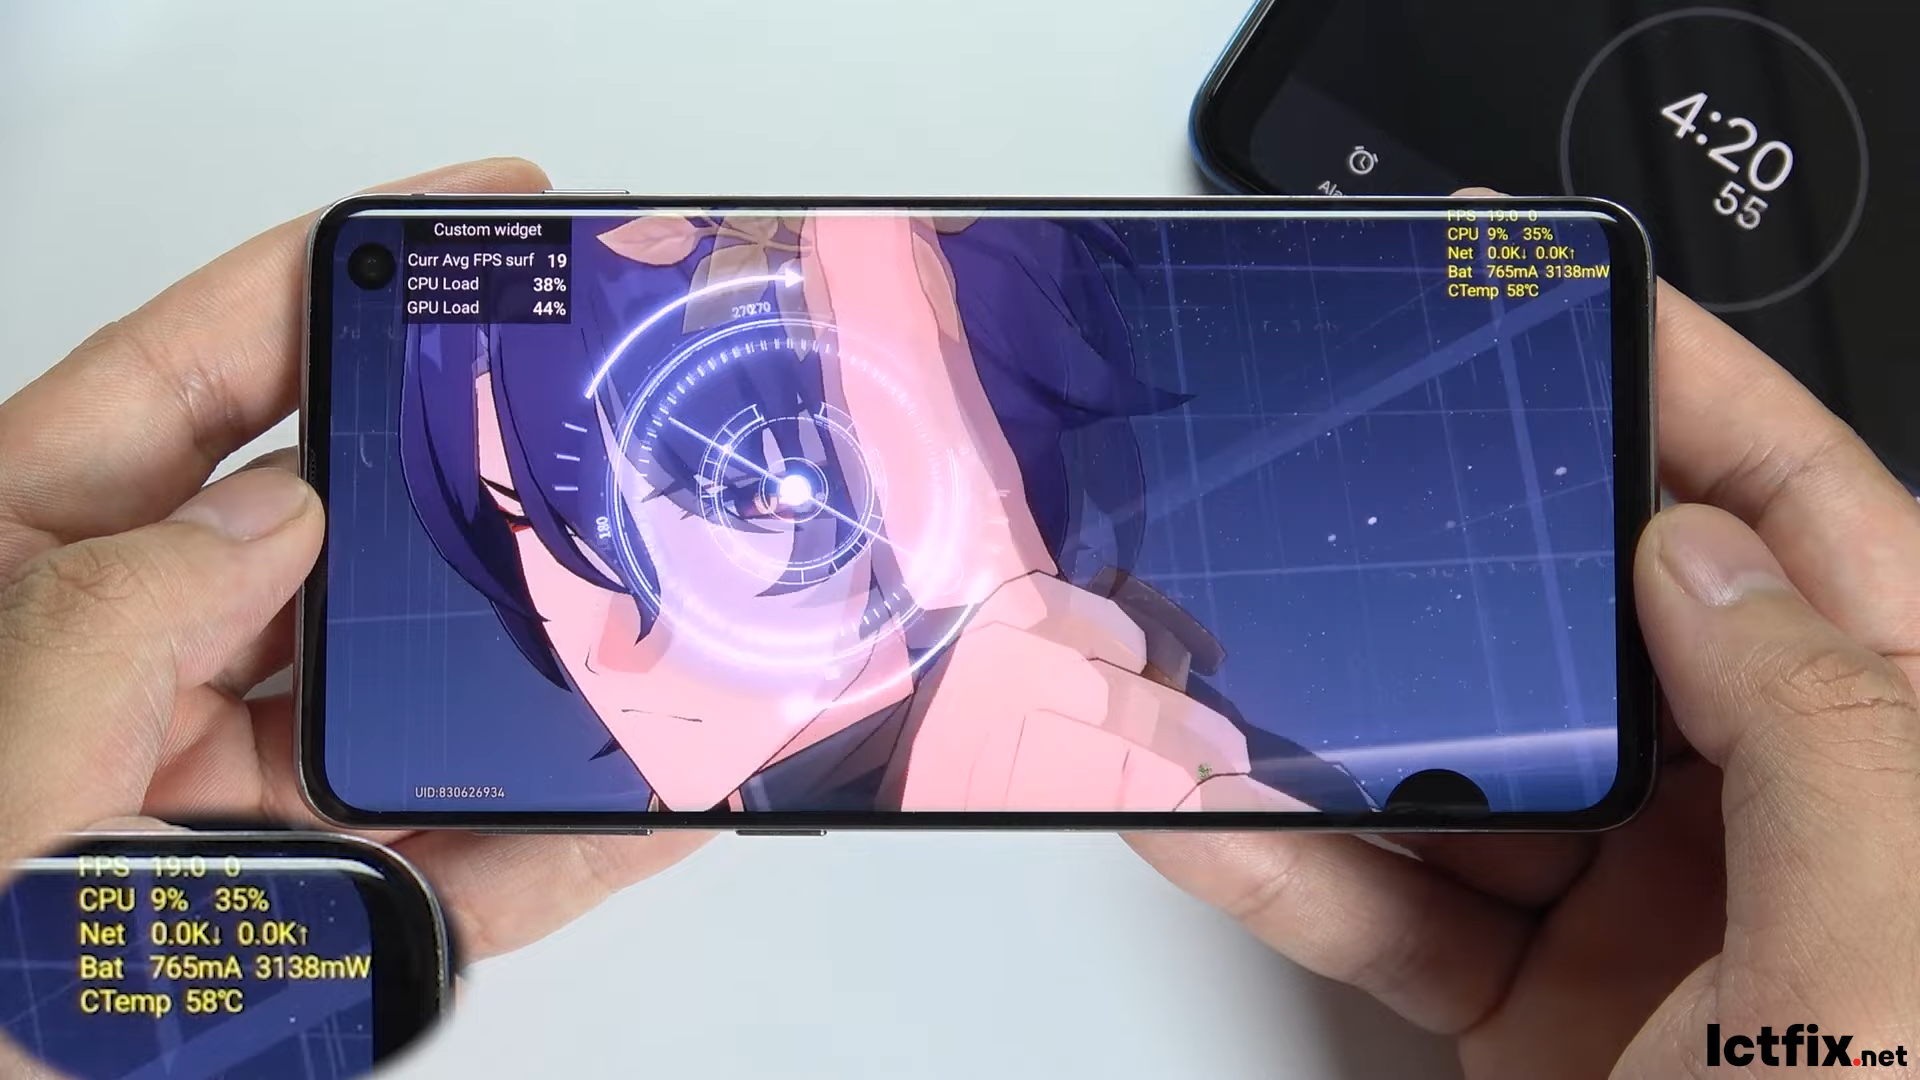 4:20
55
Custom widget
Curr Avg FPS surf 19
CPU Load 38%
GPU Load 44%
FPS 19.0 0
CPU 9% 35%
Net 0.0K↓ 0.0K↑
Bat 765mA 3138mW
CTemp 58℃
270270
180
UID:830626934
FPS 19.0 0
CPU 9% 35%
Net 0.0K↓ 0.0K↑
Bat 765mA 3138mW
CTemp 58℃
Ictfix.net